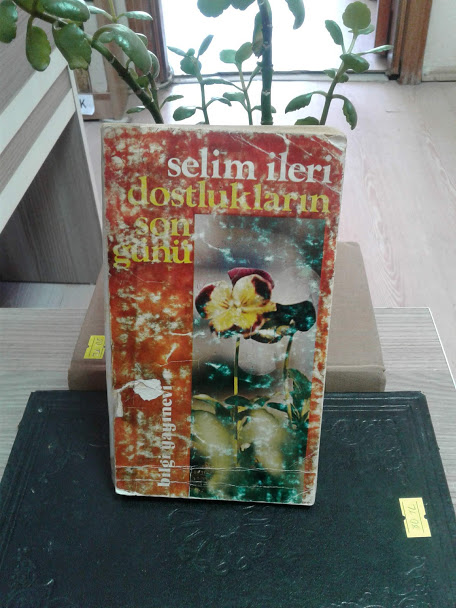 selim ileri
dostlukların
son
günü
bilgi yayınevi
K